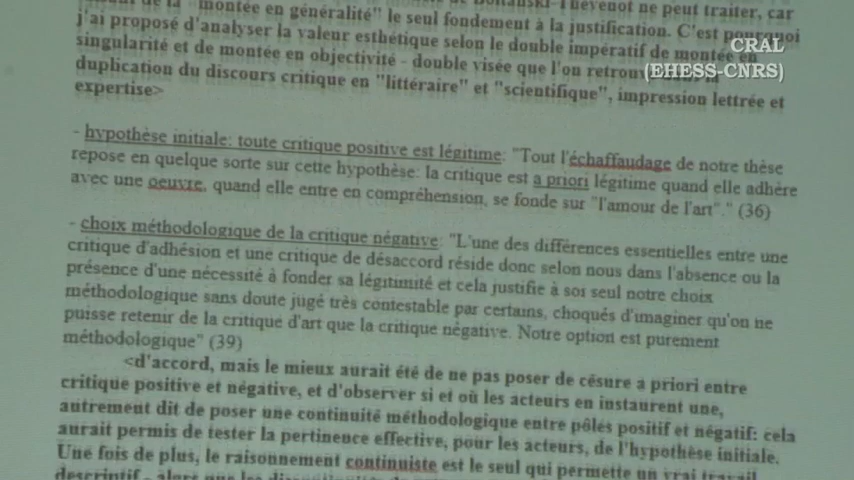 de la "montée en généralité" le seul fondement à la justification. C'est pourquoi
j'ai proposé d'analyser la valeur esthétique selon le double impératif de montée en
singularité et de montée en objectivité - double visée que l'on
duplication du discours critique en "littéraire" et "scientifique", impression lettrée et
expertise>
CRAL
(EHESS-CNRS)
- hypothèse initiale: toute critique positive est légitime: "Tout l'échaffaudage de notre thèse
repose en quelque sorte sur cette hypothèse: la critique est a priori légitime quand elle adhère
avec une oeuvre, quand elle entre en compréhension, se fonde sur "l'amour de l'art"." (36)
- choix méthodologique de la critique négative: "L'une des différences essentielles entre une
critique d'adhésion et une critique de désaccord réside donc selon nous dans l'absence ou la
présence d'une nécessité à fonder sa légitimité et cela justifie à soi seul notre choix
méthodologique sans doute jugé très contestable par certains, choqués d'imaginer qu'on ne
puisse retenir de la critique d'art que la critique négative. Notre option est purement
méthodologique" (39)
<d'accord, mais le mieux aurait été de ne pas poser de césure a priori entre
critique positive et négative, et d'observer si et où les acteurs en instaurent une,
autrement dit de poser une continuité méthodologique entre pôles positif et négatif: cela
aurait permis de tester la pertinence effective, pour les acteurs, de l'hypothèse initiale.
Une fois de plus, le raisonnement continuiste est le seul qui permette un vrai travail
descriptif - alors que les